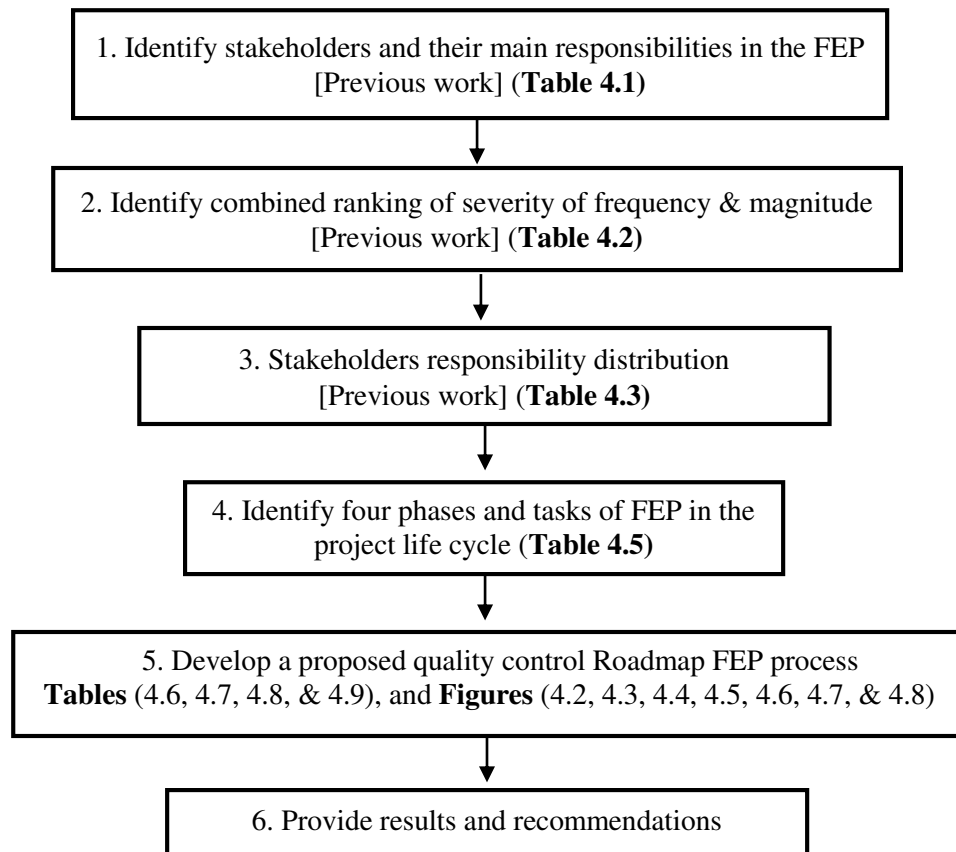 1. Identify stakeholders and their main responsibilities in the FEP
[Previous work] (Table 4.1)
2. Identify combined ranking of severity of frequency & magnitude
[Previous work] (Table 4.2)
3. Stakeholders responsibility distribution
[Previous work] (Table 4.3)
4. Identify four phases and tasks of FEP in the
project life cycle (Table 4.5)
5. Develop a proposed quality control Roadmap FEP process
Tables (4.6, 4.7, 4.8, & 4.9), and Figures (4.2, 4.3, 4.4, 4.5, 4.6, 4.7, & 4.8)
6. Provide results and recommendations